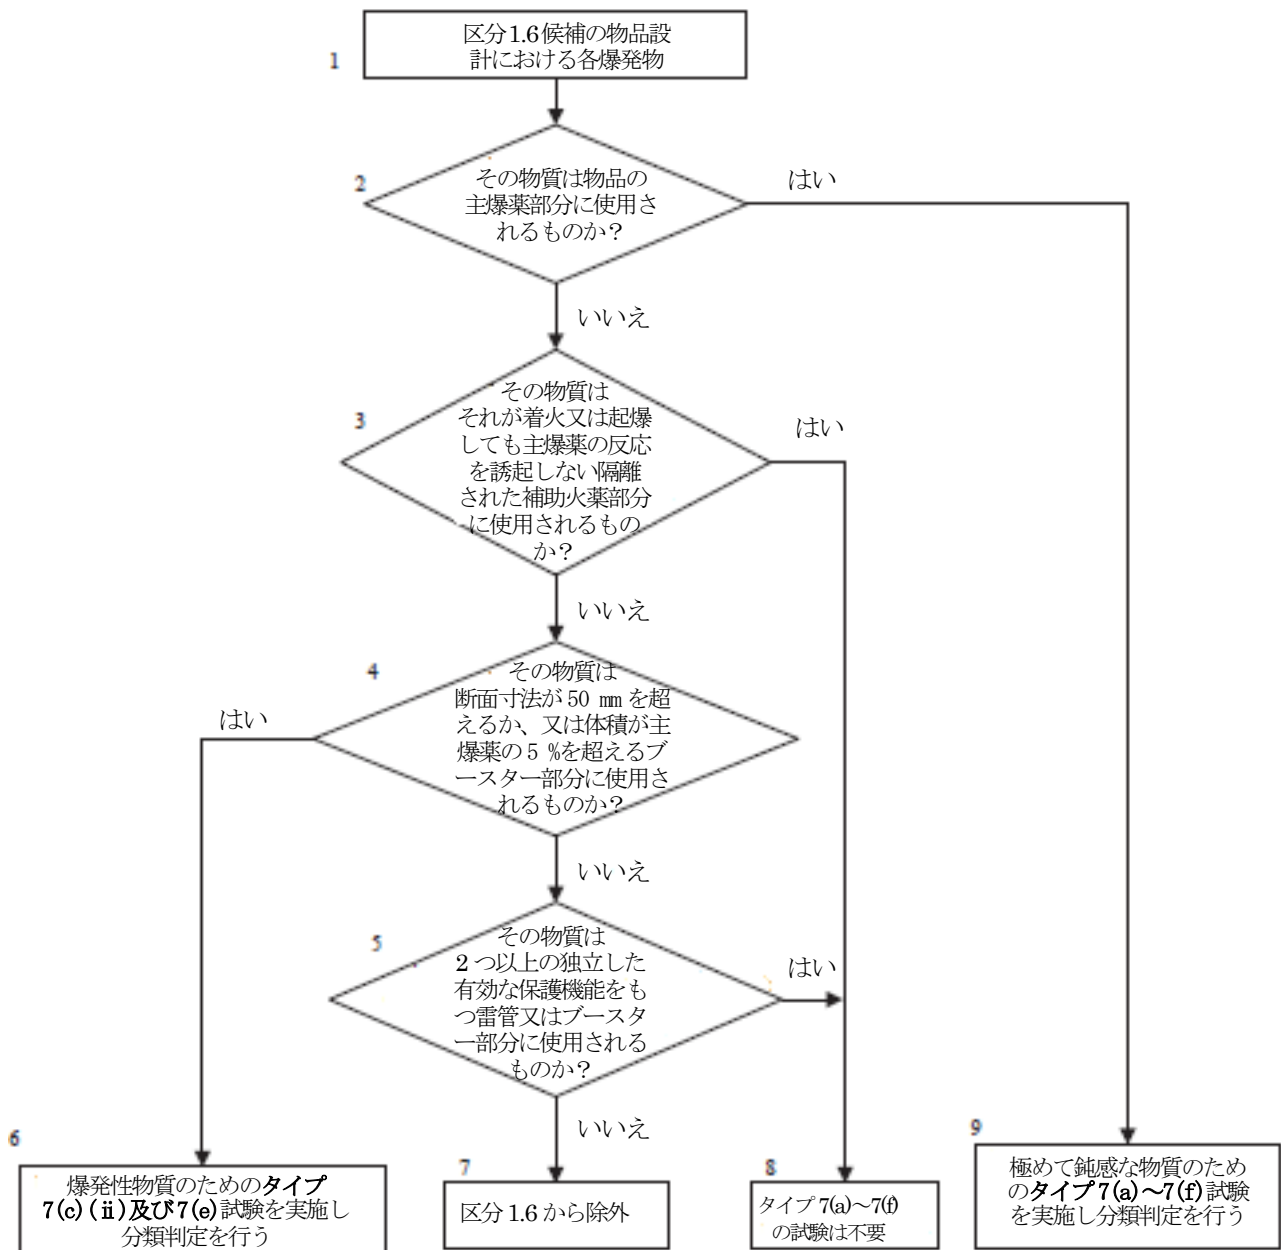 区分1.6候補の物品設
計における各爆発物
1
2
その物質は物品の
主爆薬部分に使用さ
れるものか？
はい
いいえ
3
その物質は
それが着火又は起爆
しても主爆薬の反応
を誘起しない隔離
された補助火薬部分
に使用されるもの
か？
はい
いいえ
4
その物質は
断面寸法が50 mmを超
えるか、又は体積が主
爆薬の5 %を超えるブ
ースター部分に使用さ
れるものか？
はい
いいえ
5
その物質は
2つ以上の独立した
有効な保護機能をも
つ雷管又はブースタ
ー部分に使用される
ものか？
はい
いいえ
6
爆発性物質のためのタイプ
7(c)(ii)及び7(e)試験を実施し
分類判定を行う
7
区分1.6から除外
8
タイプ7(a)～7(f)
の試験は不要
9
極めて鈍感な物質のため
のタイプ7(a)～7(f)試験
を実施し分類判定を行う